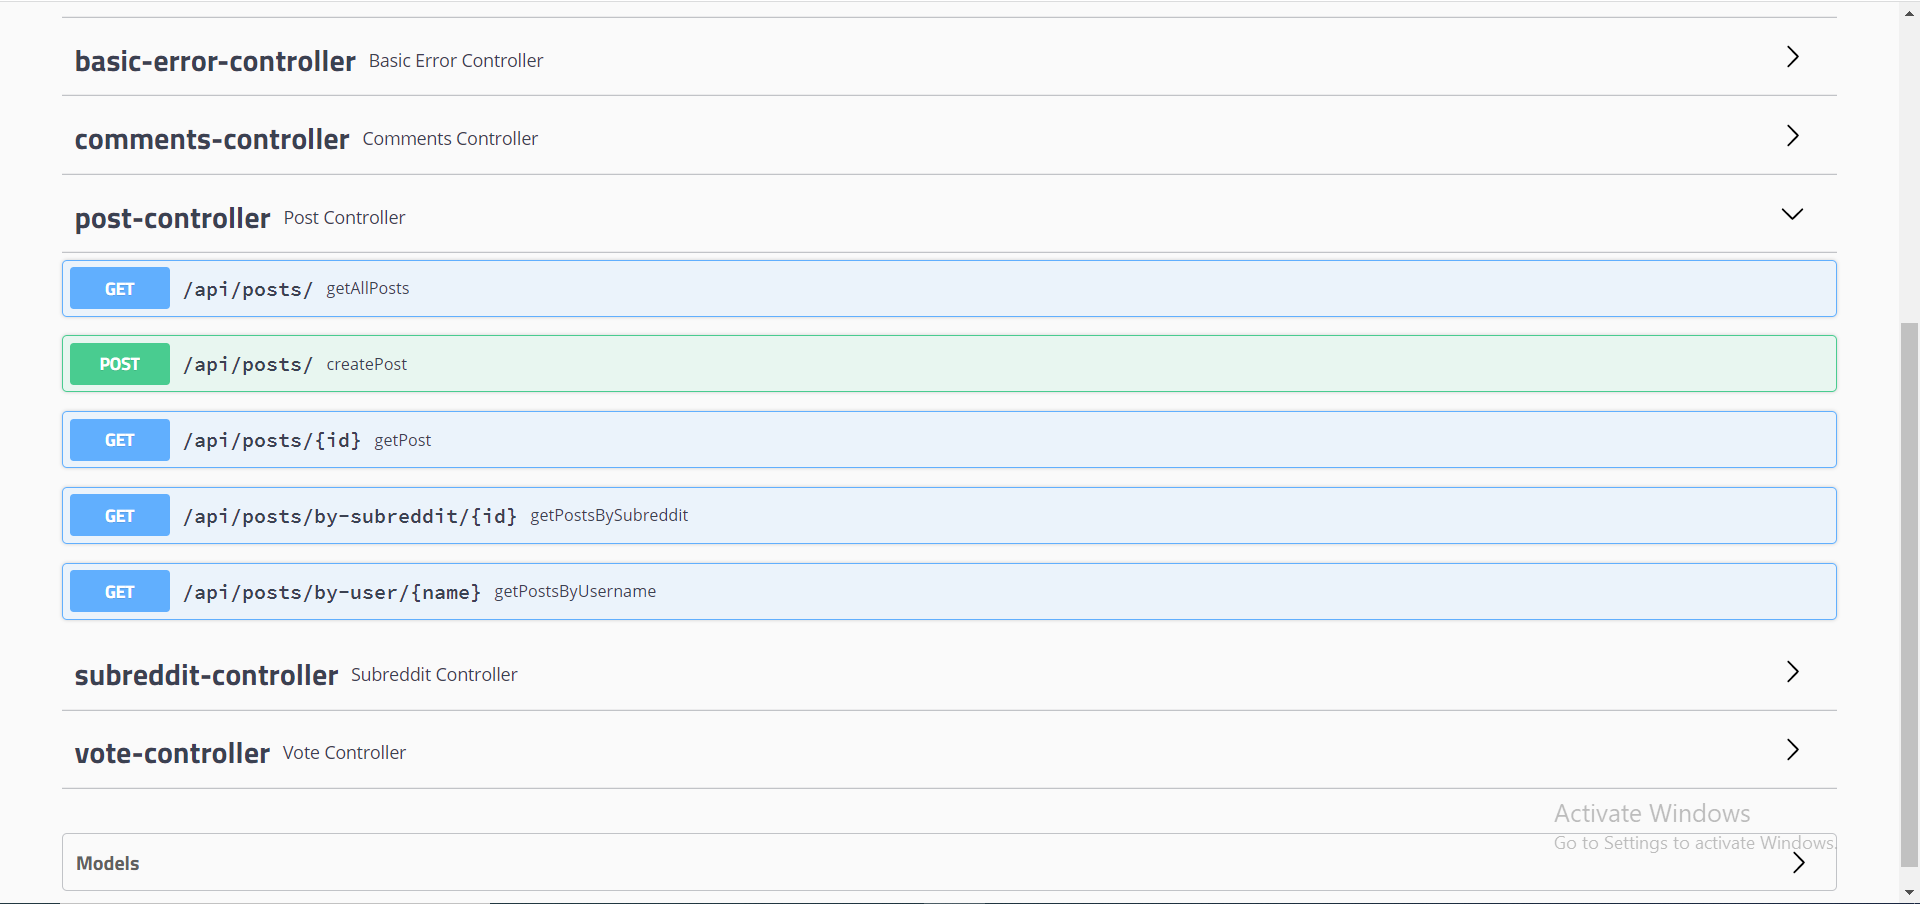 basic-error-controller Basic Error Controller
comments-controller Comments Controller
post-controller Post Controller
GET /api/posts/ getAllPosts
POST /api/posts/ createPost
GET /api/posts/{id} getPost
GET /api/posts/by-subreddit/{id} getPostsBySubreddit
GET /api/posts/by-user/{name} getPostsByUsername
subreddit-controller Subreddit Controller
vote-controller Vote Controller
Activate Windows
Go to Settings to activate Windows.
Models